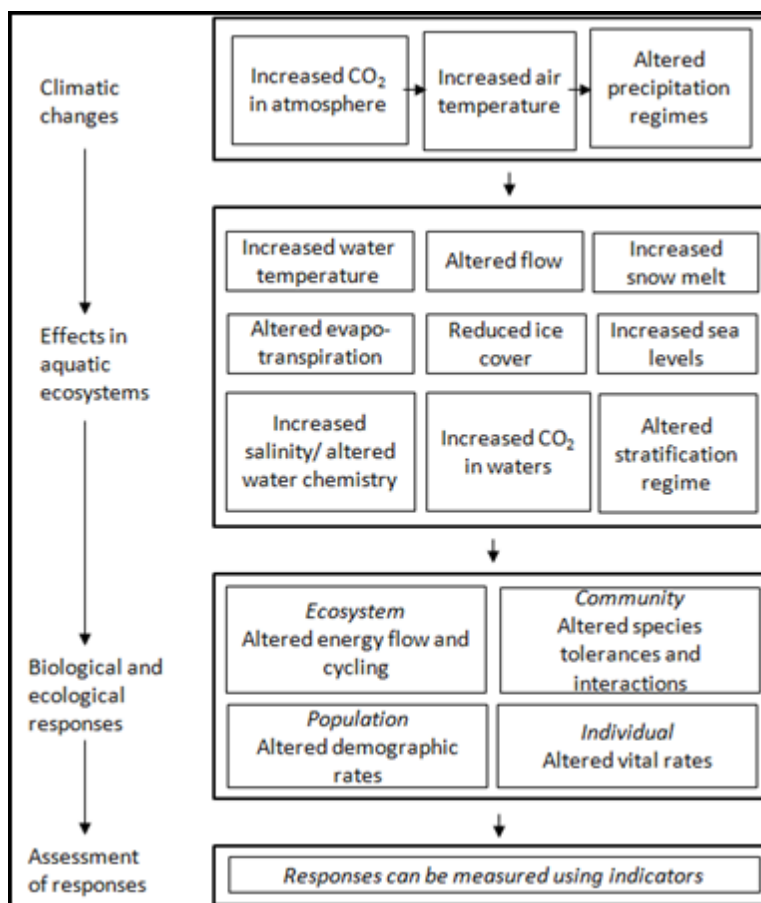 Climatic
changes
Increased CO₂
in atmosphere
Increased air
temperature
Altered
precipitation
regimes
Effects in
aquatic
ecosystems
Increased water
temperature
Altered flow
Increased
snow melt
Altered evapo-
transpiration
Reduced ice
cover
Increased sea
levels
Increased
salinity/ altered
water chemistry
Increased CO₂
in waters
Altered
stratification
regime
Biological and
ecological
responses
Ecosystem
Altered energy flow and
cycling
Community
Altered species
tolerances and
interactions
Population
Altered demographic
rates
Individual
Altered vital rates
Assessment
of responses
Responses can be measured using indicators